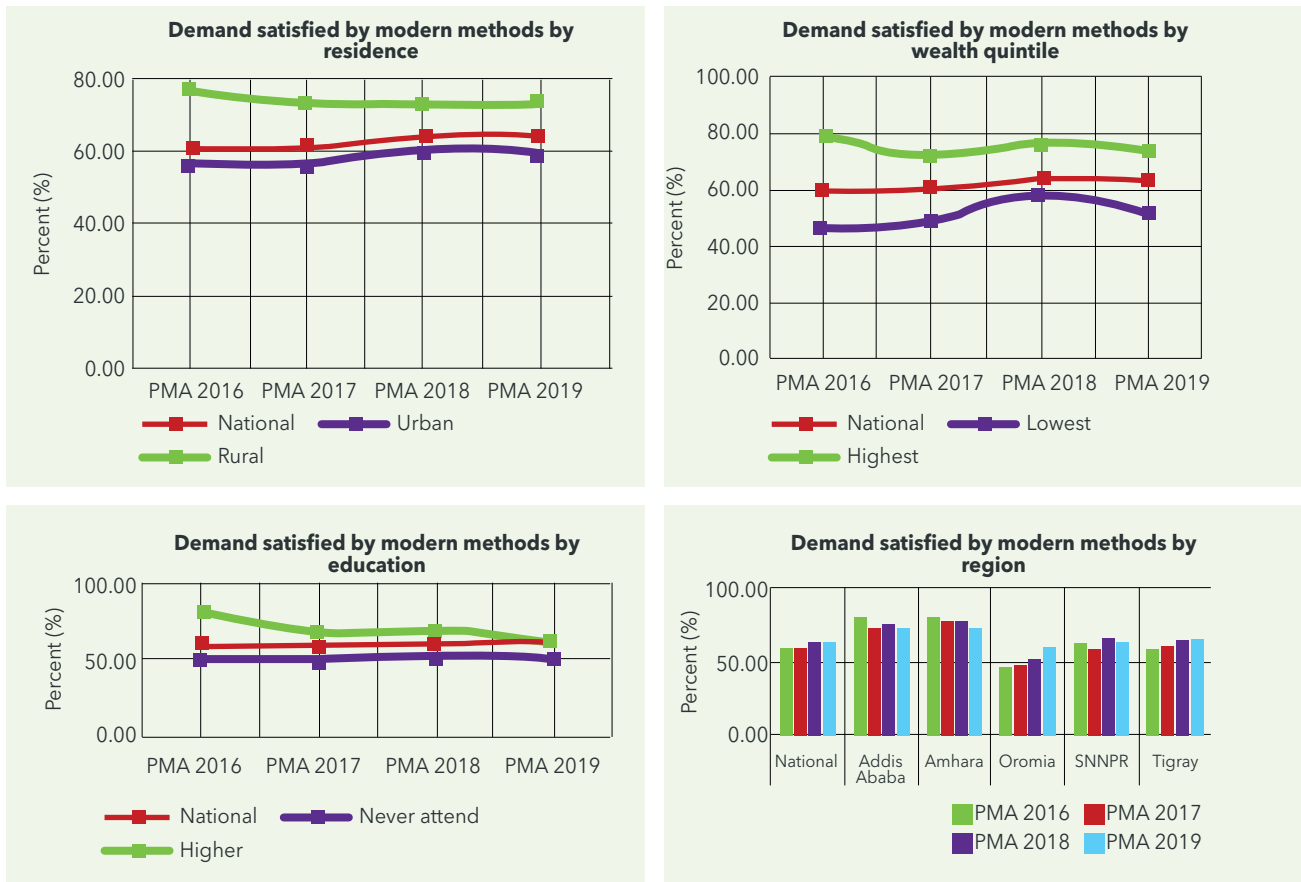 Demand satisfied by modern methods by
residence
80.00
60.00
40.00
20.00
0.00
Percent (%)
PMA 2016 PMA 2017 PMA 2018 PMA 2019
National Urban
Rural
Demand satisfied by modern methods by
wealth quintile
100.00
80.00
60.00
40.00
20.00
0.00
Percent (%)
PMA 2016 PMA 2017 PMA 2018 PMA 2019
National Lowest
Highest
Demand satisfied by modern methods by
education
100.00
50.00
0.00
Percent (%)
PMA 2016 PMA 2017 PMA 2018 PMA 2019
National Never attend
Higher
Demand satisfied by modern methods by
region
100.00
50.00
0.00
Percent (%)
National Addis Amhara Oromia SNNPR Tigray
Ababa
PMA 2016 PMA 2017
PMA 2018 PMA 2019